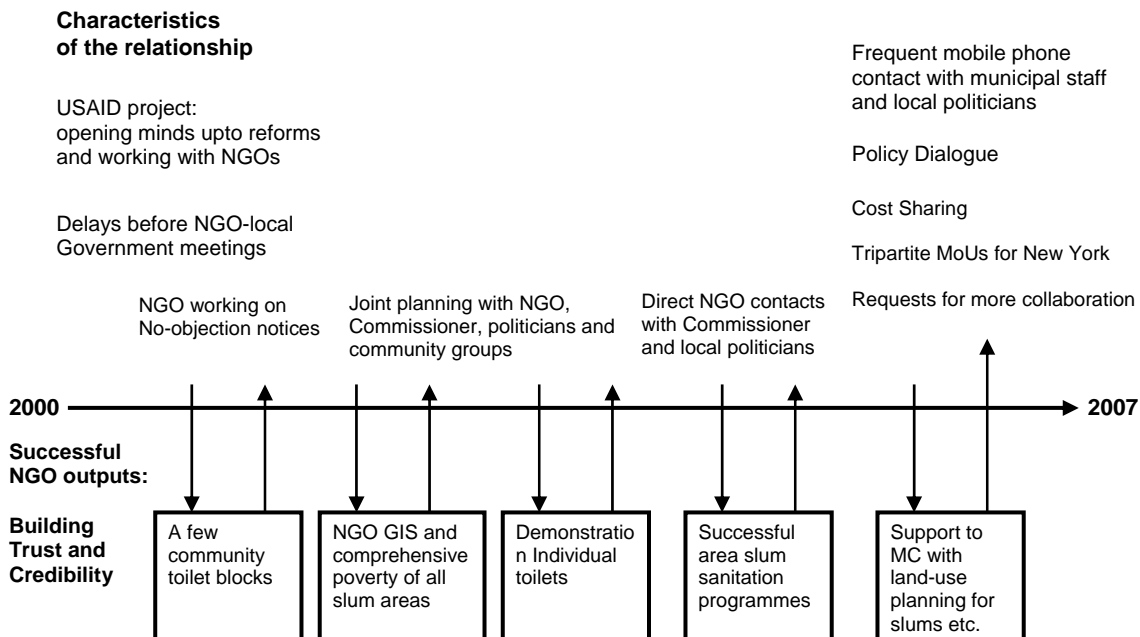 Characteristics
of the relationship
USAID project:
opening minds upto reforms
and working with NGOs
Delays before NGO-local
Government meetings
NGO working on
No-objection notices
Joint planning with NGO,
Commissioner, politicians and
community groups
Direct NGO contacts
with Commissioner
and local politicians
Frequent mobile phone
contact with municipal staff
and local politicians
Policy Dialogue
Cost Sharing
Tripartite MoUs for New York
Requests for more collaboration
2000
2007
Successful
NGO outputs:
Building
Trust and
Credibility
A few
community
toilet blocks
NGO GIS and
comprehensive
poverty of all
slum areas
Demonstratio
n Individual
toilets
Successful
area slum
sanitation
programmes
Support to
MC with
land-use
planning for
slums etc.